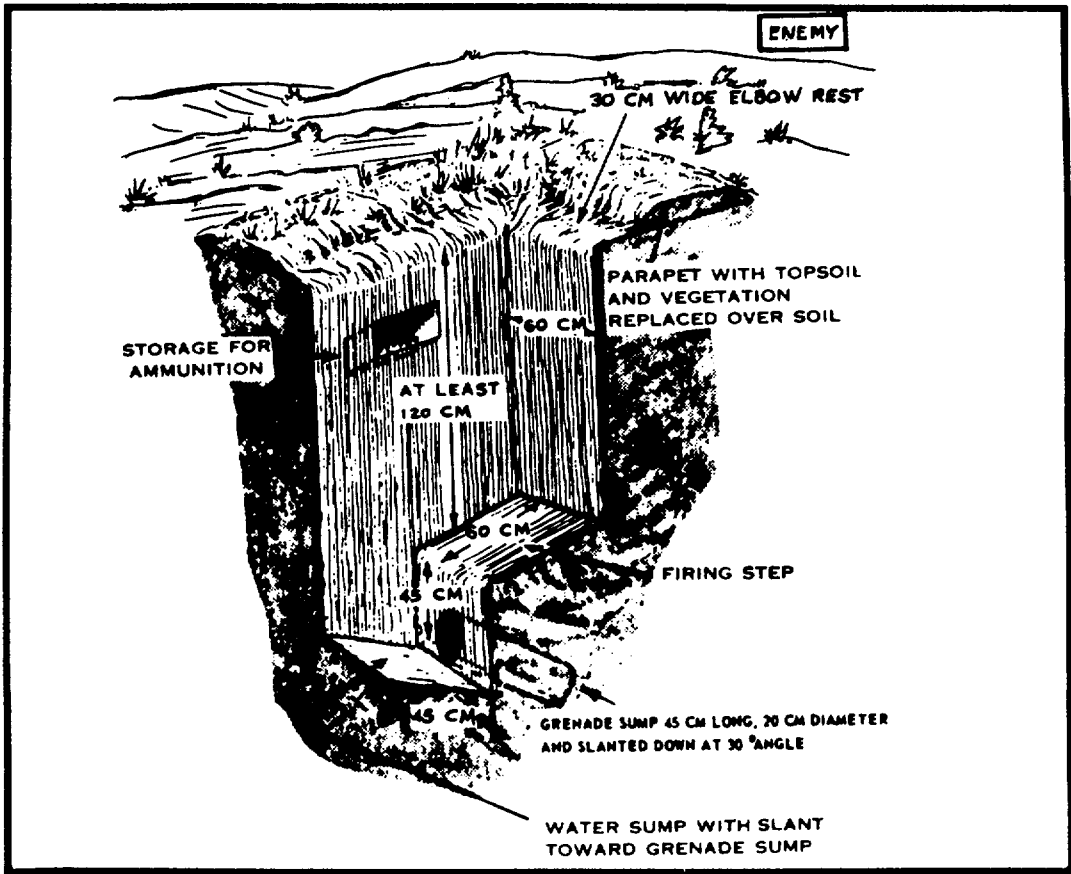 ENEMY
30 CM WIDE ELBOW REST
PARAPET WITH TOPSOIL
AND VEGETATION
REPLACED OVER SOIL
60 CM
STORAGE FOR
AMMUNITION
AT LEAST
120 CM
60 CM
FIRING STEP
45 CM
45 CM
GRENADE SUMP 45 CM LONG, 20 CM DIAMETER
AND SLANTED DOWN AT 30° ANGLE
WATER SUMP WITH SLANT
TOWARD GRENADE SUMP